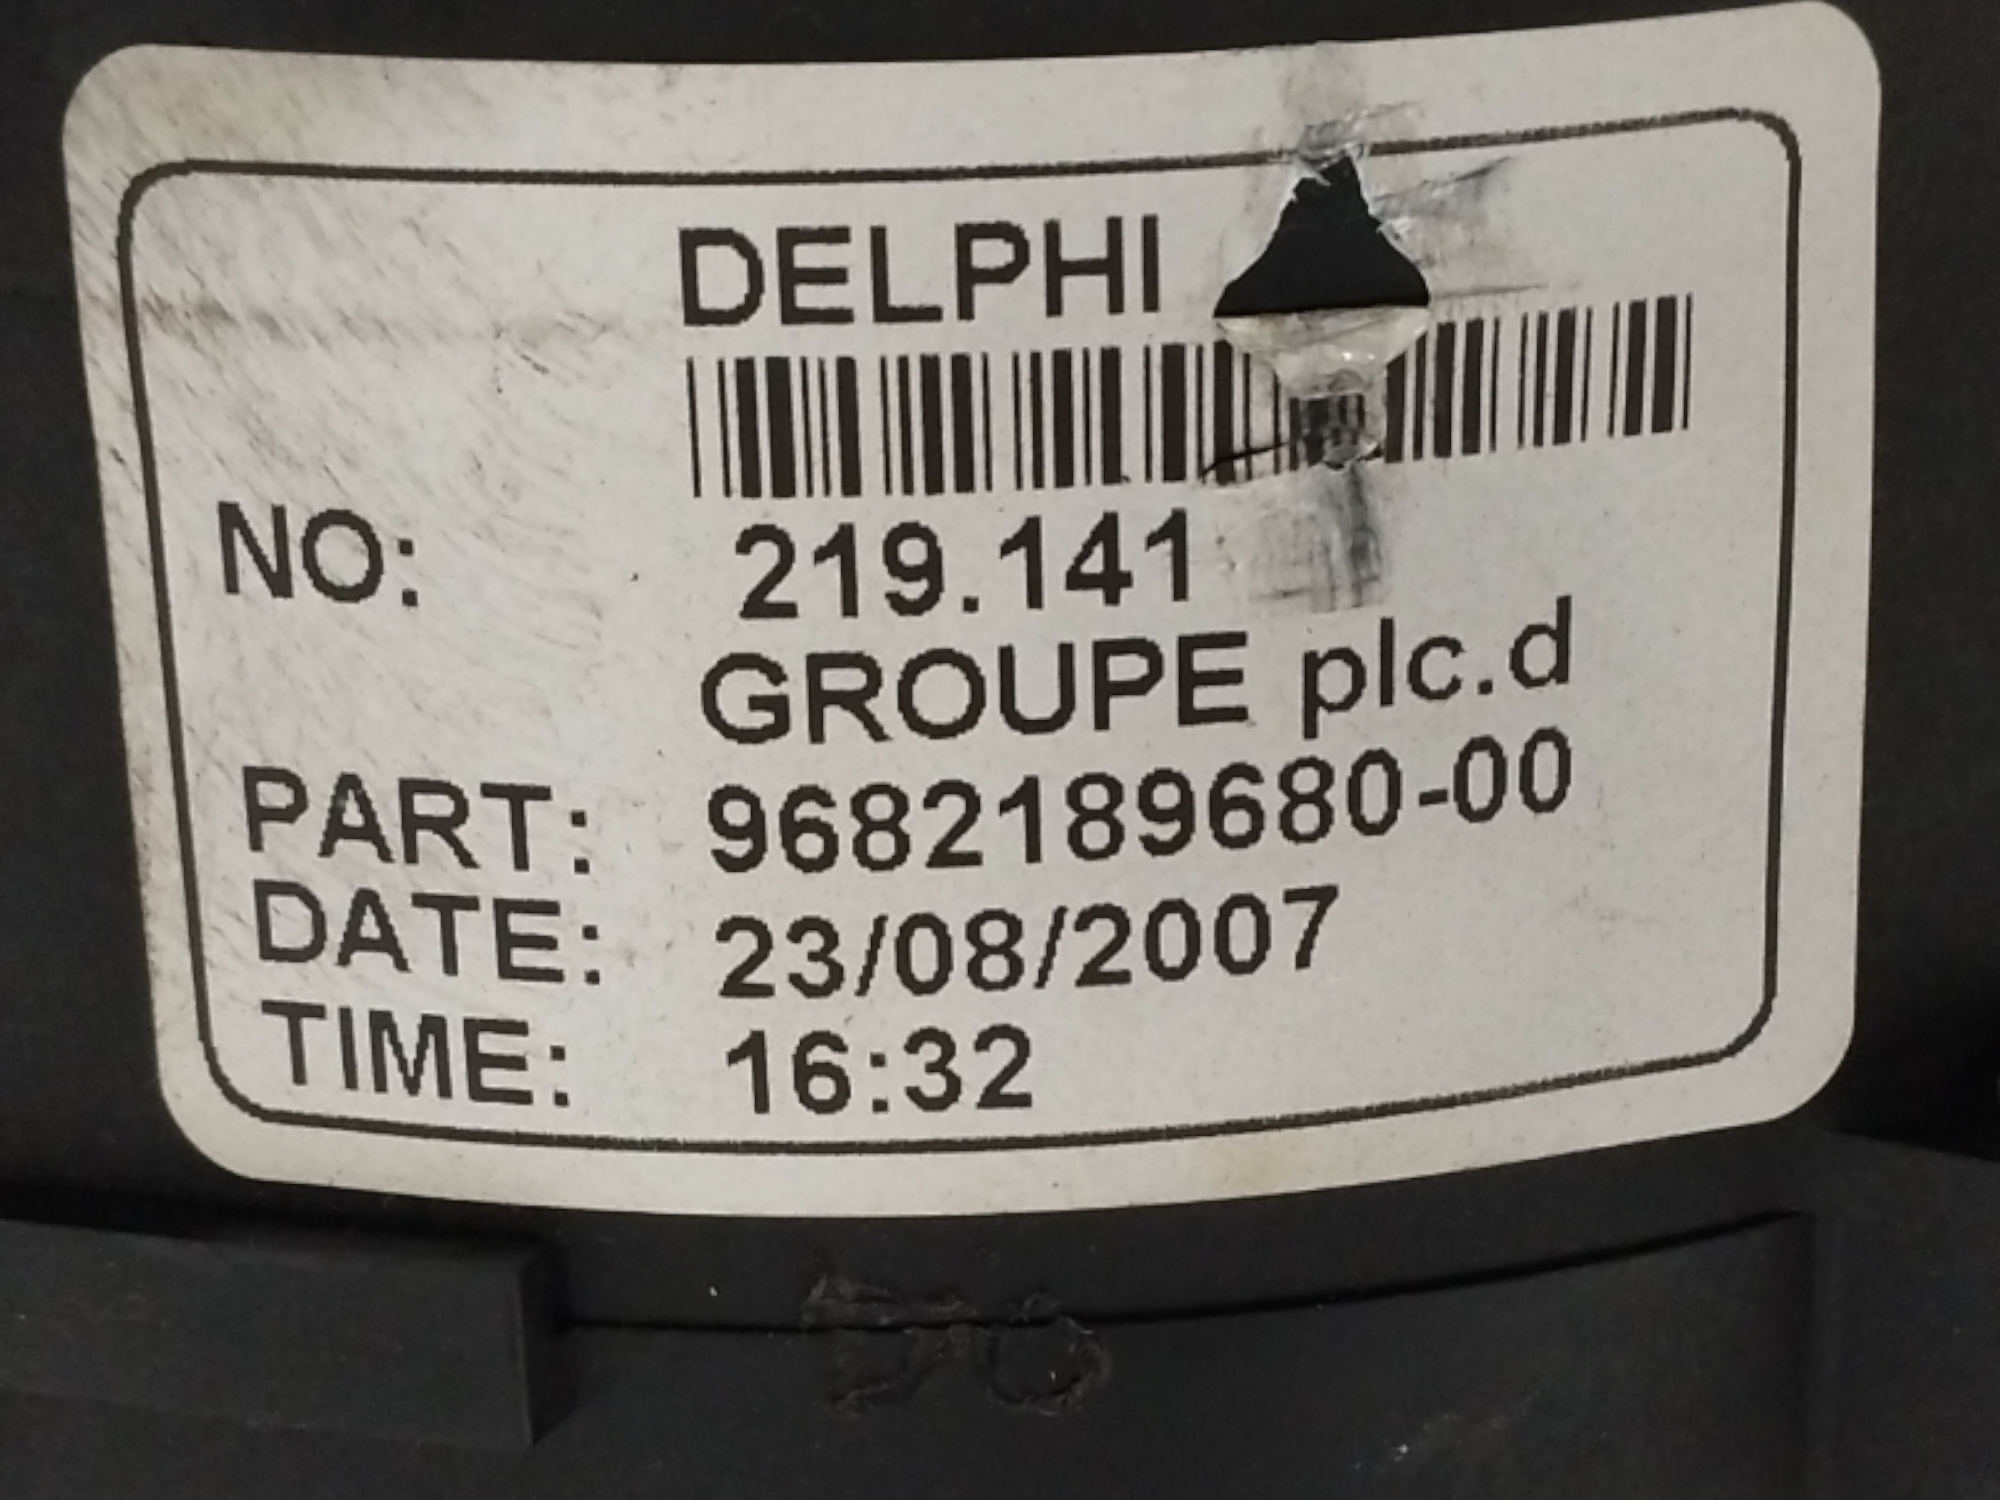 DELPHI
NO: 219.141
GROUPE plc.d
PART: 9682189680-00
DATE: 23/08/2007
TIME: 16:32